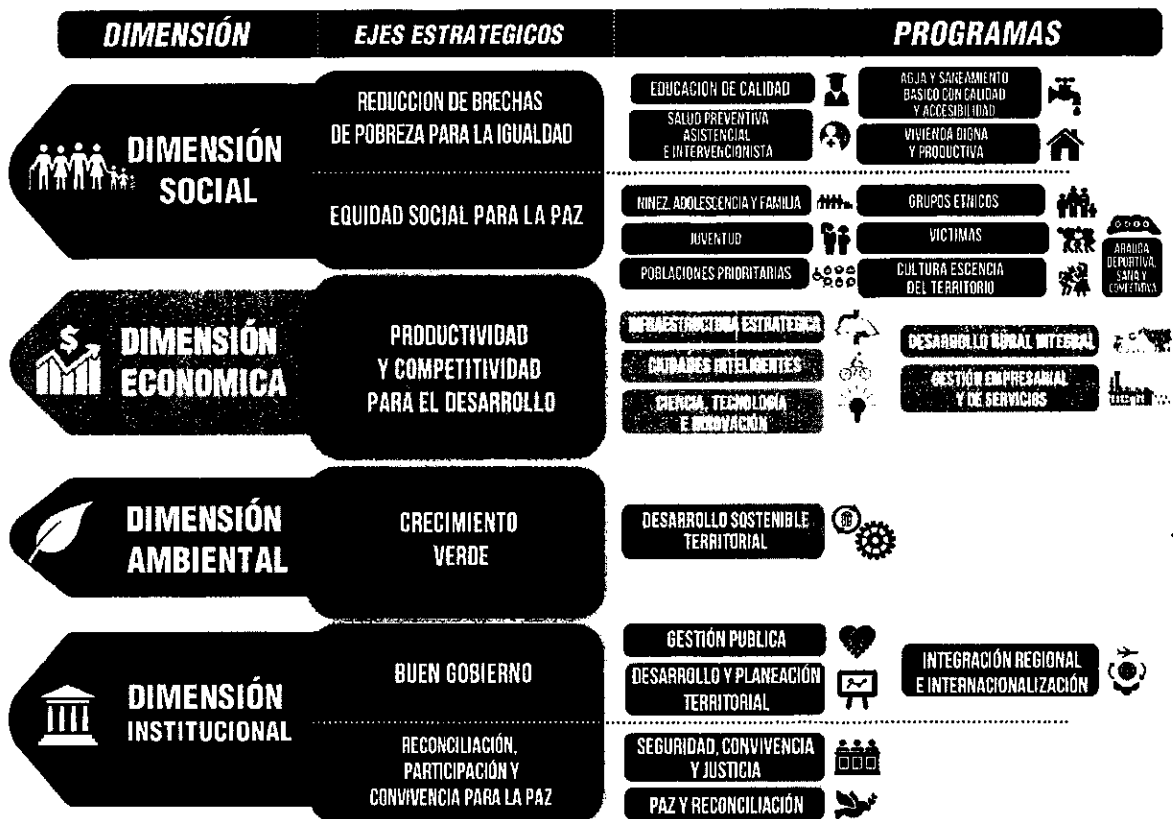 DIMENSIÓN
EJES ESTRATEGICOS
PROGRAMAS
DIMENSIÓN
SOCIAL
REDUCCION DE BRECHAS
DE POBREZA PARA LA IGUALDAD
EDUCACION DE CALIDAD
SALUD PREVENTIVA
ASISTENCIAL
E INTERVENCIONISTA
AGUA Y SANEAMIENTO
BASICO CON CALIDAD
Y ACCESIBILIDAD
VIVIENDA DIGNA
Y PRODUCTIVA
EQUIDAD SOCIAL PARA LA PAZ
NINEZ, ADOLESCENCIA Y FAMILIA
JUVENTUD
POBLACIONES PRIORITARIAS
GRUPOS ETNICOS
VICTIMAS
CULTURA ESCENCIA
DEL TERRITORIO
ARAUCA
DEPORTIVA,
SANA Y
COMPETITIVA
DIMENSIÓN
ECONOMICA
PRODUCTIVIDAD
Y COMPETITIVIDAD
PARA EL DESARROLLO
INFRAESTRUCTURA ESTRATEGICA
CIUDADES INTELIGENTES
CIENCIA, TECNOLOGÍA
E INNOVACIÓN
DESARROLLO RURAL INTEGRAL
GESTIÓN EMPRESARIAL
Y DE SERVICIOS
DIMENSIÓN
AMBIENTAL
CRECIMIENTO
VERDE
DESARROLLO SOSTENIBLE
TERRITORIAL
DIMENSIÓN
INSTITUCIONAL
BUEN GOBIERNO
GESTIÓN PUBLICA
DESARROLLO Y PLANEACIÓN
TERRITORIAL
INTEGRACIÓN REGIONAL
E INTERNACIONALIZACIÓN
RECONCILIACIÓN,
PARTICIPACIÓN Y
CONVIVENCIA PARA LA PAZ
SEGURIDAD, CONVIVENCIA
Y JUSTICIA
PAZ Y RECONCILIACIÓN